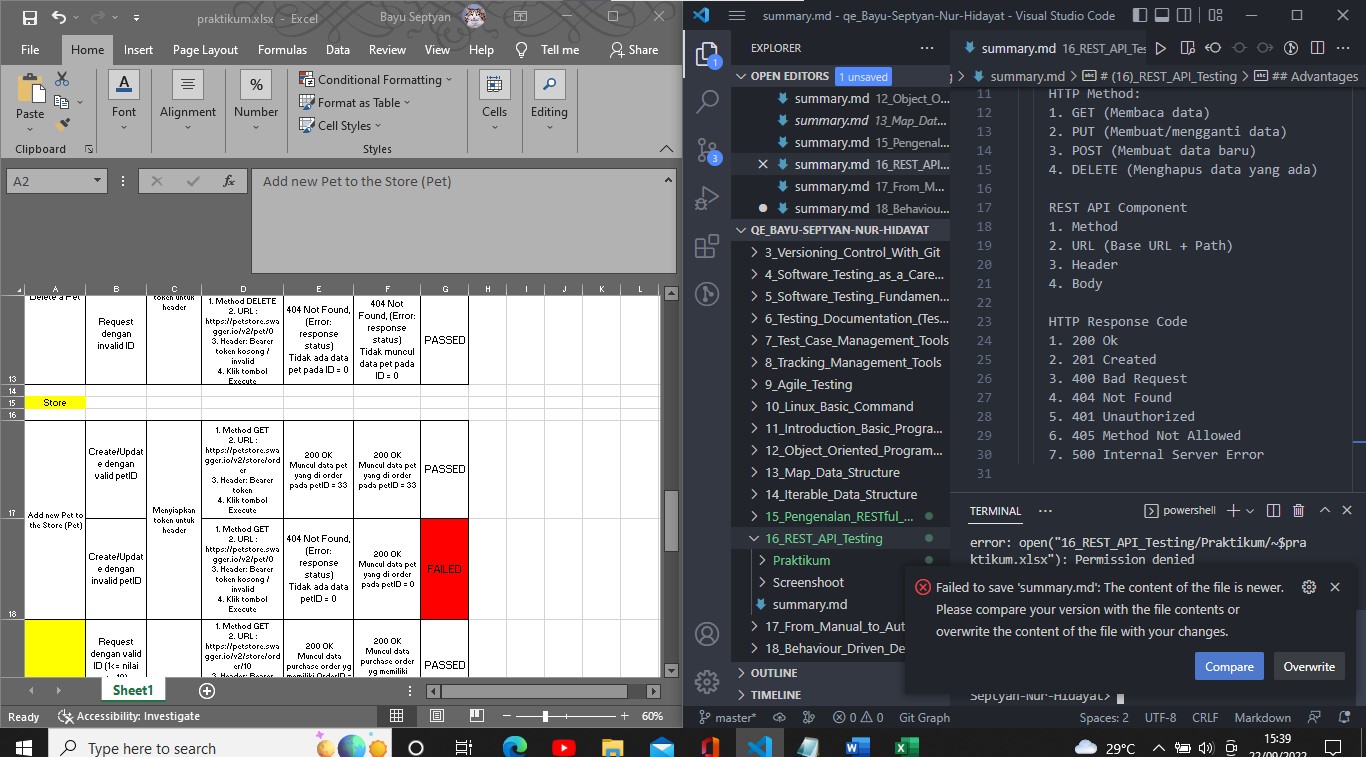 praktikum.xlsx - Excel
Bayu Septyan
File Home Insert Page Layout Formulas Data Review View Help Tell me Share
Paste
Clipboard
Font
Alignment
Number
Conditional Formatting
Format as Table
Cell Styles
Styles
Cells
Editing
A2
fx
Add new Pet to the Store (Pet)
A B C D E F G H I J K L
Delete a Pet
Request
dengan
invalid ID
token untuk
header
1. Method DELETE
2. URL :
https://petstore.swa
gger.io/v2/pet/0
3. Header: Bearer
token kosong /
invalid
4. Klik tombol
Execute
404 Not Found,
(Error:
response
status)
Tidak ada data
pet pada ID = 0
404 Not
Found, (Error:
response
status)
Tidak muncul
data pet pada
ID = 0
PASSED
13
14
15
Store
16
Add new Pet to
the Store (Pet)
Create/Updat
e dengan
valid petID
Menyiapkan
token untuk
header
1. Method GET
2. URL :
https://petstore.swa
gger.io/v2/store/ord
er
3. Header: Bearer
token
4. Klik tombol
Execute
200 OK
Muncul data pet
yang di order
pada petID = 33
200 OK
Muncul data pet
yang di order
pada petID = 33
PASSED
17
Create/Updat
e dengan
invalid petID
1. Method GET
2. URL :
https://petstore.swa
gger.io/v2/pet/0
3. Header: Bearer
token kosong /
invalid
4. Klik tombol
Execute
404 Not Found,
(Error:
response
status)
Tidak ada data
petID = 0
200 OK
Muncul data pet
yang di order
pada petID = 0
FAILED
18
Request
dengan valid
ID (1<= nilai
1. Method GET
2. URL :
https://petstore.swa
gger.io/v2/store/ord
er/10
3. Header: Bearer
200 OK
Muncul data
purchase order yg
memiliki OrderID =
200 OK
Muncul data
purchase order
yg memiliki
PASSED
Sheet1
Ready
Accessibility: Investigate
60%
summary.md - qe_Bayu-Septyan-Nur-Hidayat - Visual Studio Code
EXPLORER
OPEN EDITORS 1 unsaved
summary.md 12_Object_O...
summary.md 13_Map_Dat...
summary.md 15_Pengenal...
summary.md 16_REST_API...
summary.md 17_From_M...
summary.md 18_Behaviou...
QE_BAYU-SEPTYAN-NUR-HIDAYAT
3_Versioning_Control_With_Git
4_Software_Testing_as_a_Care...
5_Software_Testing_Fundamen...
6_Testing_Documentation_(Tes...
7_Test_Case_Management_Tools
8_Tracking_Management_Tools
9_Agile_Testing
10_Linux_Basic_Command
11_Introduction_Basic_Progra...
12_Object_Oriented_Program...
13_Map_Data_Structure
14_Iterable_Data_Structure
15_Pengenalan_RESTful_...
16_REST_API_Testing
Praktikum
Screenshoot
summary.md
17_From_Manual_to_Aut
18_Behaviour_Driven_De
OUTLINE
TIMELINE
1
3
summary.md 16_REST_API_Tes
summary.md > # (16)_REST_API_Testing > ## Advantages
11 HTTP Method:
12 1. GET (Membaca data)
13 2. PUT (Membuat/mengganti data)
14 3. POST (Membuat data baru)
15 4. DELETE (Menghapus data yang ada)
16
17 REST API Component
18 1. Method
19 2. URL (Base URL + Path)
20 3. Header
21 4. Body
22
23 HTTP Response Code
24 1. 200 Ok
25 2. 201 Created
26 3. 400 Bad Request
27 4. 404 Not Found
28 5. 401 Unauthorized
29 6. 405 Method Not Allowed
30 7. 500 Internal Server Error
31
TERMINAL
powershell
error: open("16_REST_API_Testing/Praktikum/~$pra
ktikum.xlsx"): Permission denied
Failed to save 'summary.md': The content of the file is newer.
Please compare your version with the file contents or
overwrite the content of the file with your changes.
Compare Overwrite
Septyan-Nur-Hidayat>
master* 0 0 Git Graph Spaces: 2 UTF-8 CRLF Markdown
Type here to search
29°C
15:39
22/09/2022